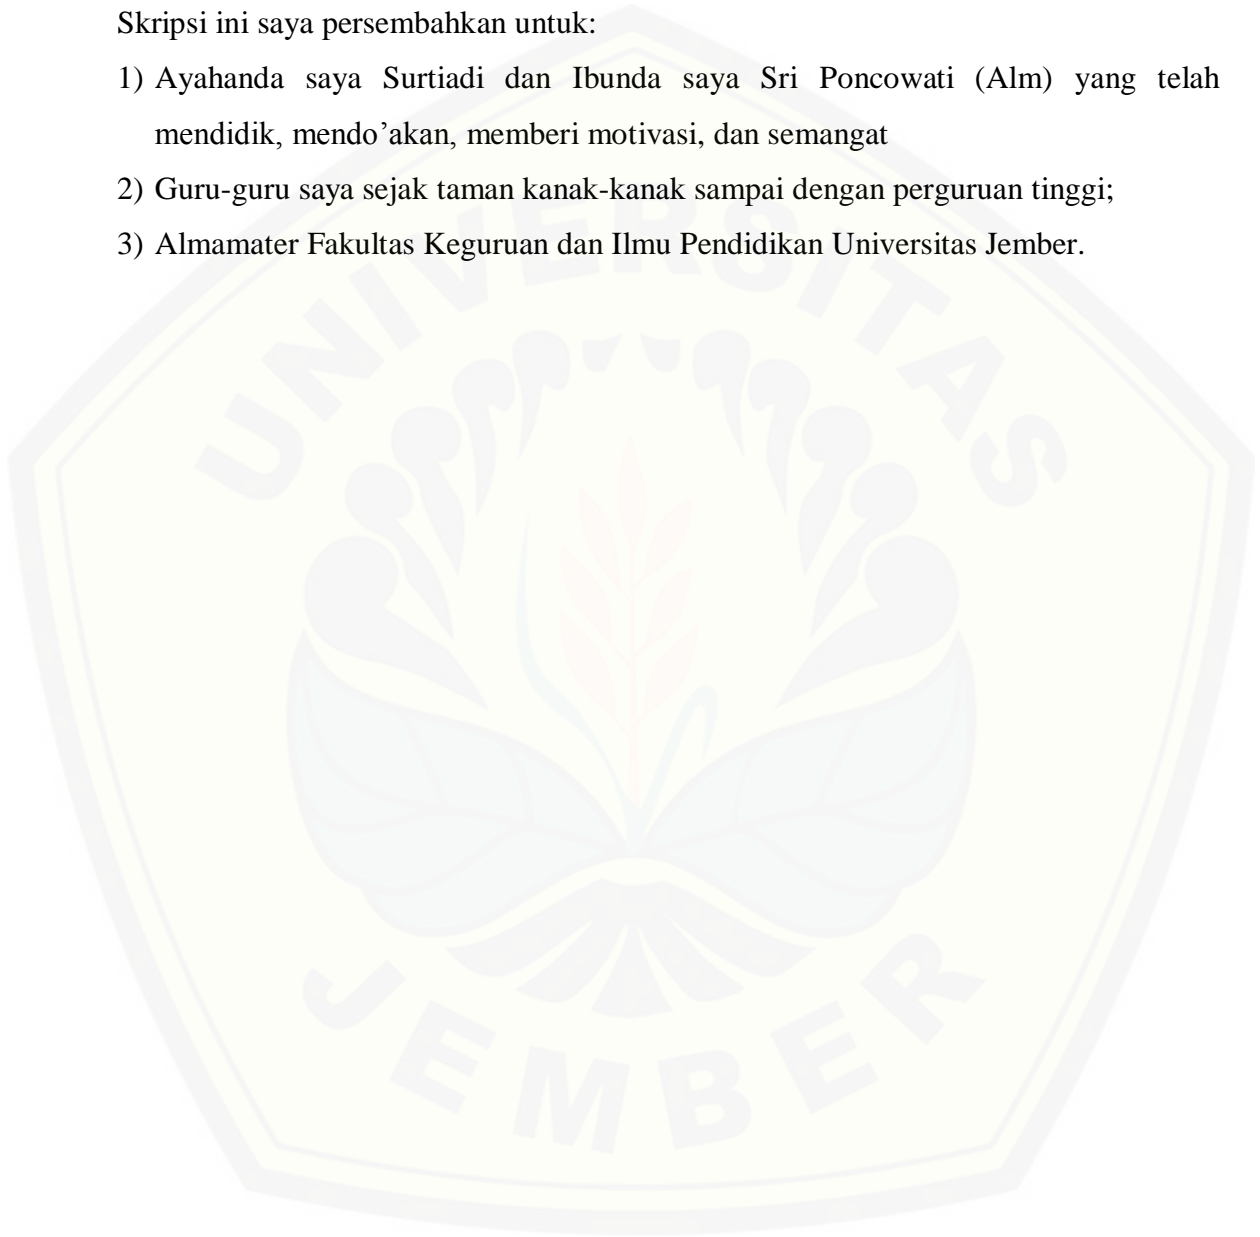 Skripsi ini saya persembahkan untuk:
1) Ayahanda saya Surtiadi dan Ibunda saya Sri Poncowati (Alm) yang telah
mendidik, mendo’akan, memberi motivasi, dan semangat
2) Guru-guru saya sejak taman kanak-kanak sampai dengan perguruan tinggi;
3) Almamater Fakultas Keguruan dan Ilmu Pendidikan Universitas Jember.
UNIVERSITAS
JEMBER